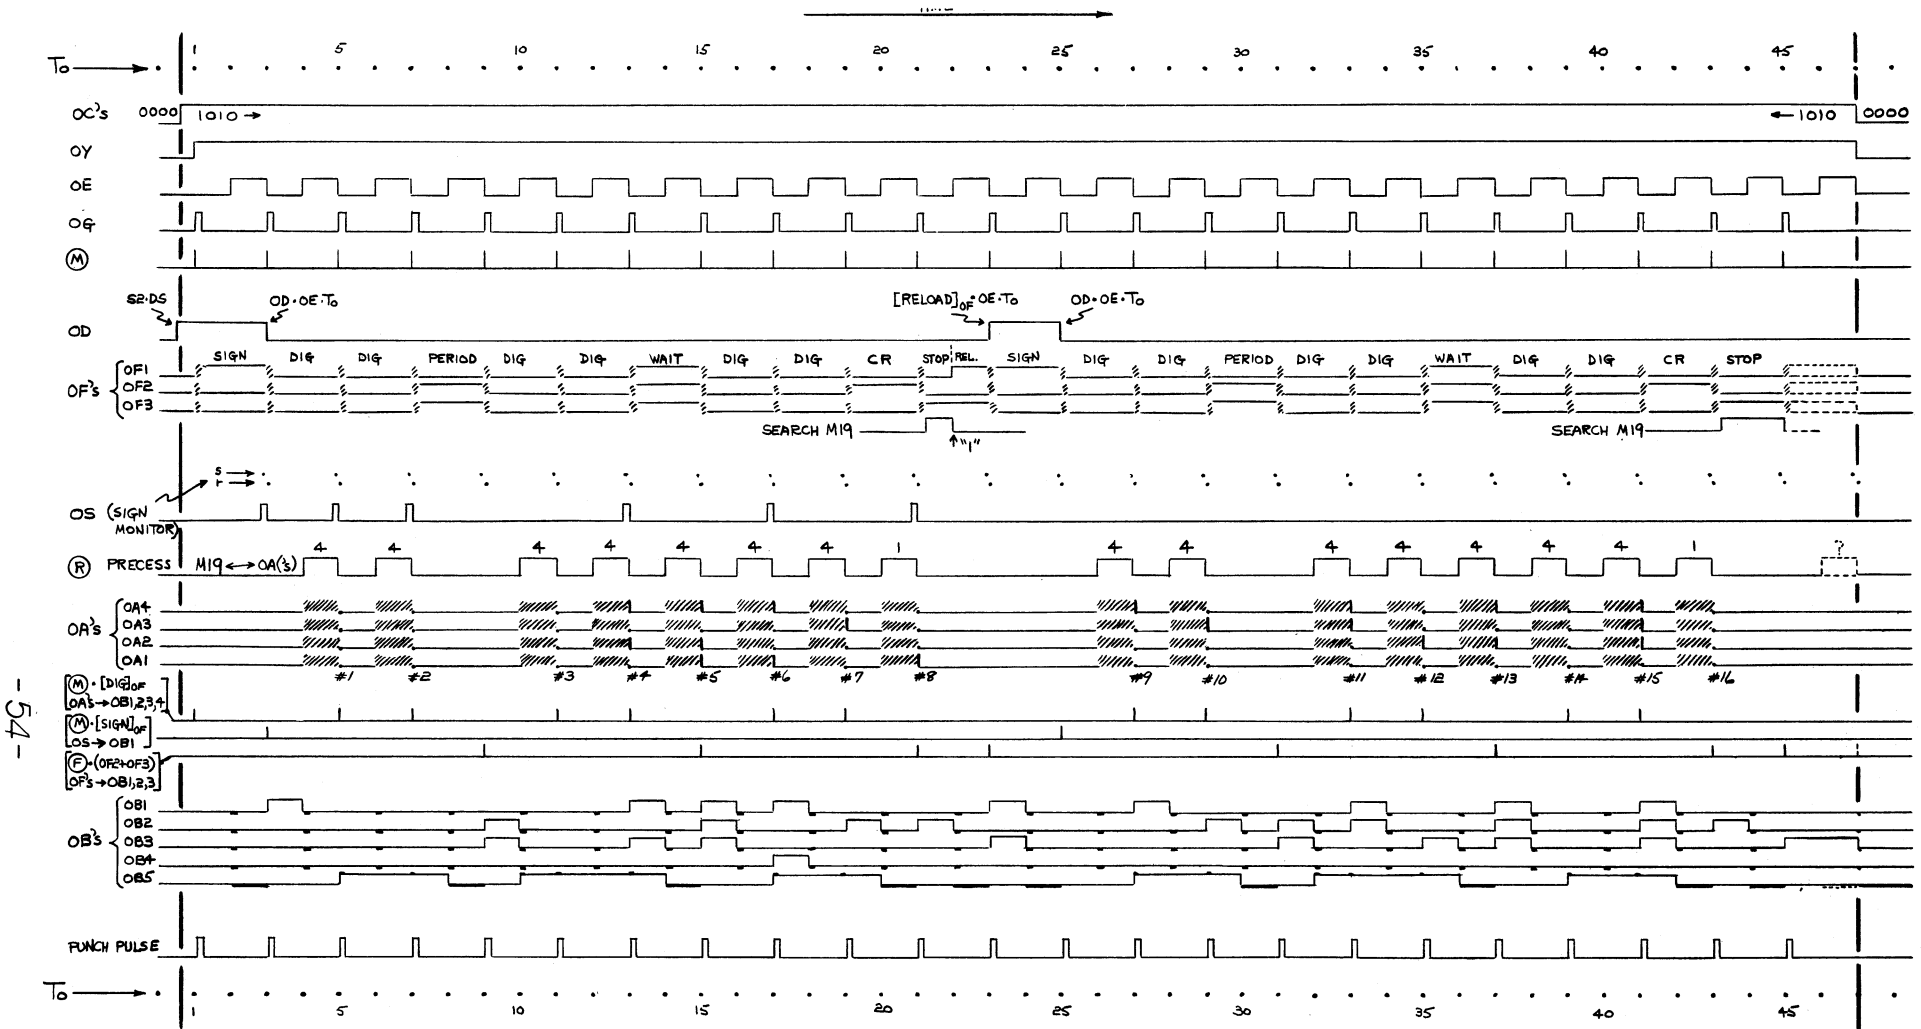 1 5 10 15 20 25 30 35 40 45
To
OC's 0000 1010 → ← 1010 0000
OY
OE
OG
M
S2·DS OD·OE·To [RELOAD]OF·OE·To OD·OE·To
OD
SIGN DIG DIG PERIOD DIG DIG WAIT DIG DIG CR STOP REL. SIGN DIG DIG PERIOD DIG DIG WAIT DIG DIG CR STOP
OF's OF1
OF2
OF3
SEARCH M19 "1" SEARCH M19
s
r
OS (SIGN
MONITOR)
4 4 4 4 4 4 4 1 4 4 4 4 4 4 4 1 ?
R PRECESS M19 ↔ OA('s)
OA's OA4
OA3
OA2
OA1
#1 #2 #3 #4 #5 #6 #7 #8 #9 #10 #11 #12 #13 #14 #15 #16
[M·[DIG]OF
OA's→OB1,2,3,4]
[M·[SIGN]OF
OS→OB1]
[F·(OF2+OF3)
OF's→OB1,2,3]
OB's OB1
OB2
OB3
OB4
OB5
PUNCH PULSE
To
1 5 10 15 20 25 30 35 40 45
-54-